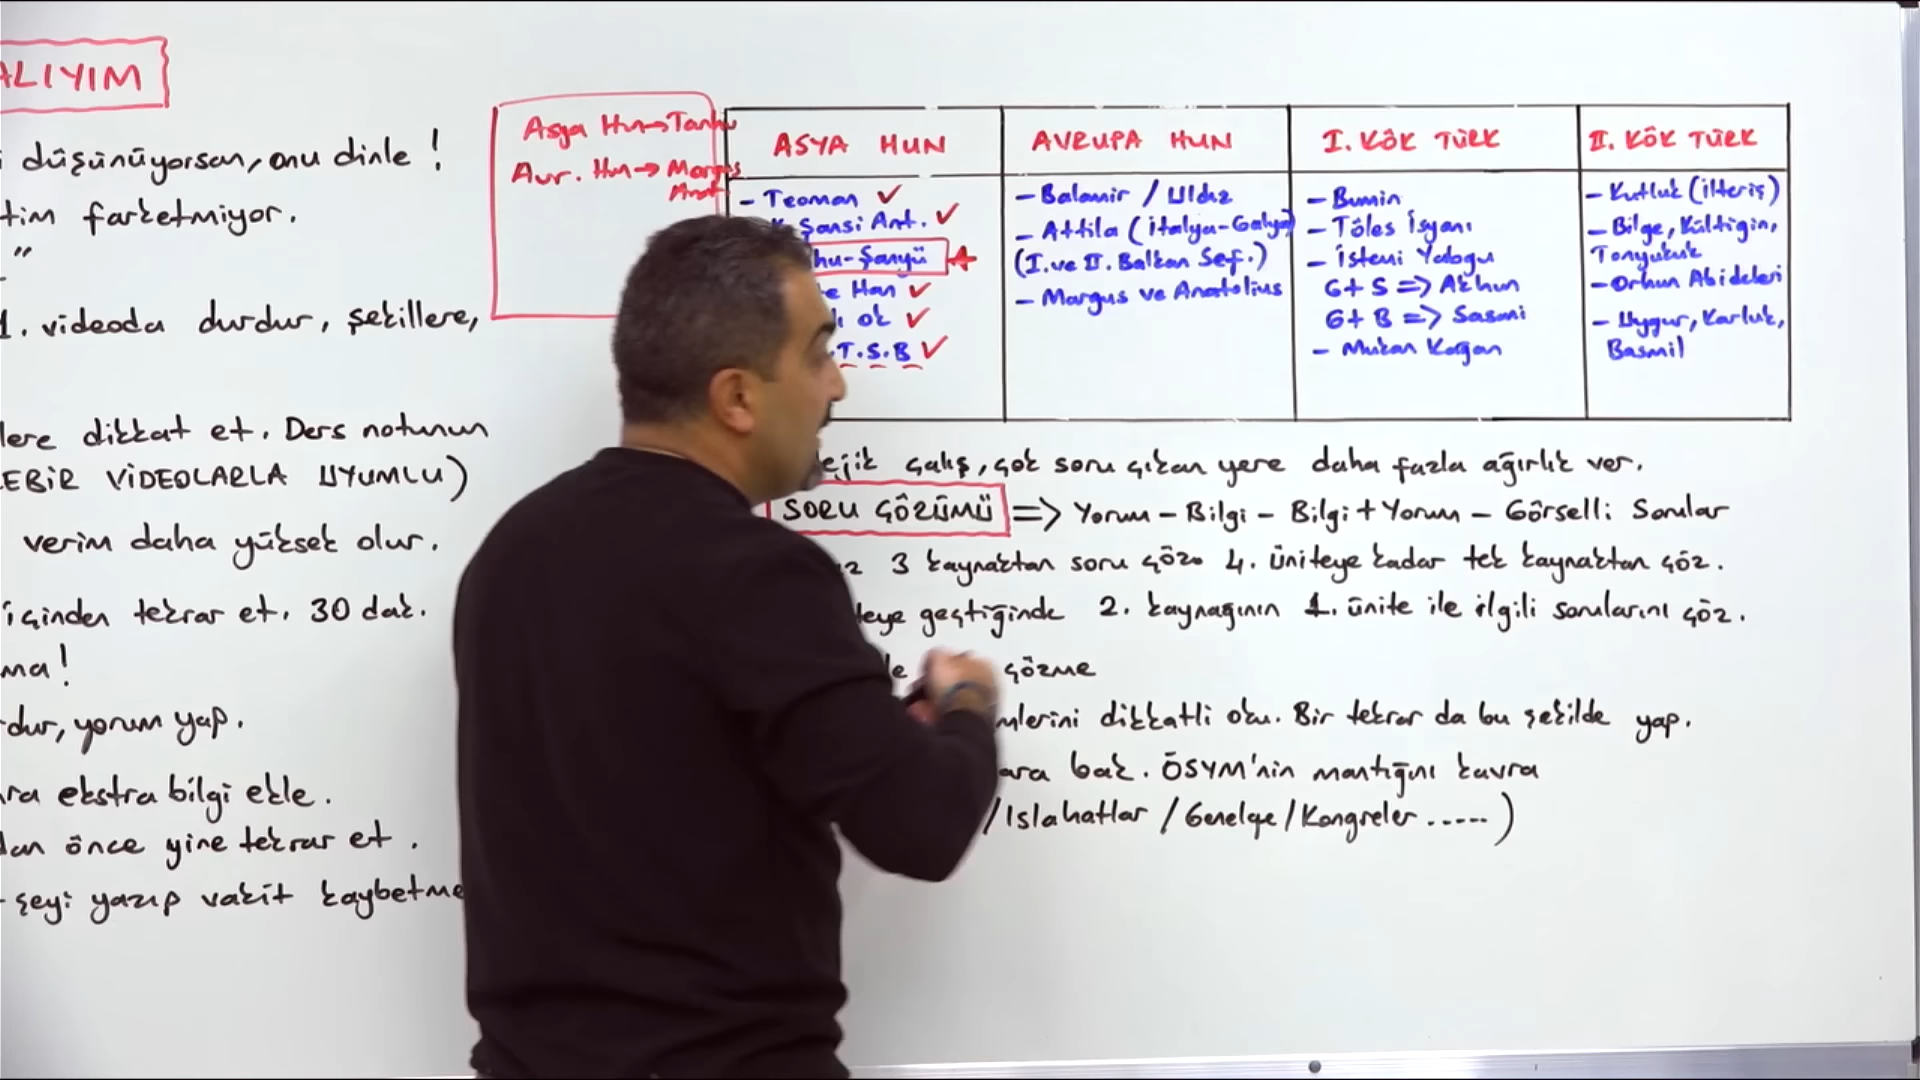 ALIYIM
düşünüyorsan, onu dinle !
tim farketmiyor.
"
1. videoda durdur, şekillere,
lere dikkat et. Ders notunun
EBİR VİDEOLARLA UYUMLU)
verim daha yüksek olur.
içinden tekrar et. 30 dak.
ma!
dur, yorum yap.
ra ekstra bilgi ekle.
dan önce yine tekrar et.
şeyi yazıp vakit kaybetme
Asya Hun→Tanhu
Avr. Hun→ Margus
Anat
ASYA HUN
- Teoman ✓
Şansi Ant. ✓
hu-Şanyü
e Han ✓
ok ✓
.T.S.B ✓
AVRUPA HUN
- Balamir / Uldız
- Attila (İtalya-Galya)
(I.ve II. Balkan Sef.)
- Margus ve Anatolius
I. KÖK TÜRK
- Bumin
- Töles İsyanı
- İstemi Yabgu
G+S => Akhun
G+B => Sasani
- Mukan Kağan
II. KÖK TÜRK
- Kutluk (İlteriş)
- Bilge, Kültigin,
Tonyukuk
- Orhun Abideleri
- Uygur, Karluk,
Basmil
ejik çalış, çok soru çıkan yere daha fazla ağırlık ver.
SORU ÇÖZÜMÜ => Yorum - Bilgi - Bilgi + Yorum - Görselli Sorular
3 kaynaktan soru çöz. 4. üniteye kadar tek kaynaktan çöz.
teye geçtiğinde 2. kaynağının 1. ünite ile ilgili sorularını çöz.
çözme
mlerini dikkatli oku. Bir tekrar da bu şekilde yap.
ara bak. ÖSYM'nin mantığını kavra
/Islahatlar /Genelge/Kongreler .....)